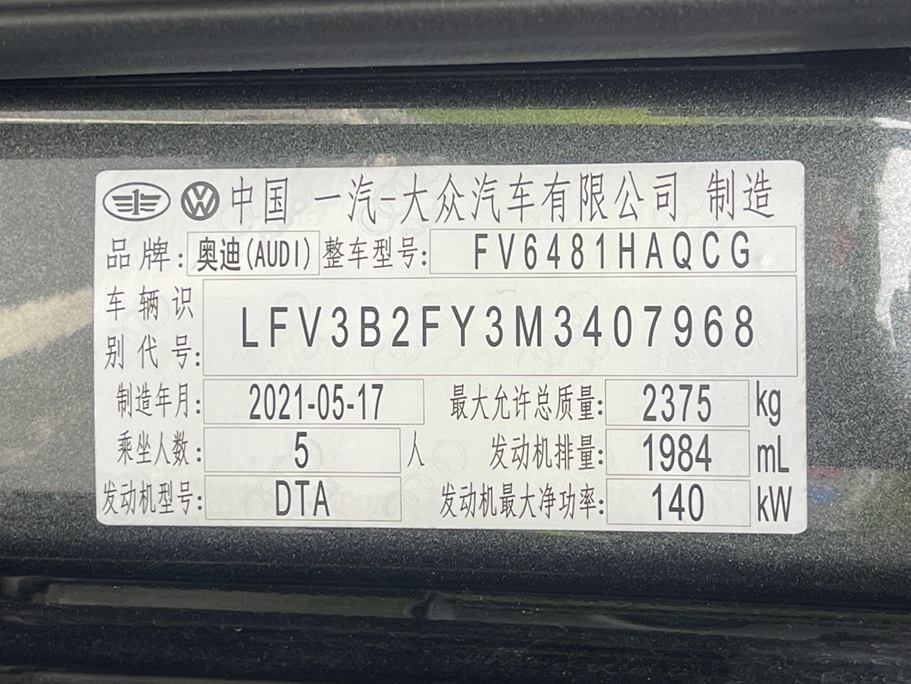 中国 一汽-大众汽车有限公司 制造
品牌: 奥迪(AUDI) 整车型号: FV6481HAQCG
车辆识别代号: LFV3B2FY3M3407968
制造年月: 2021-05-17 最大允许总质量: 2375 kg
乘坐人数: 5 人 发动机排量: 1984 mL
发动机型号: DTA 发动机最大净功率: 140 kW